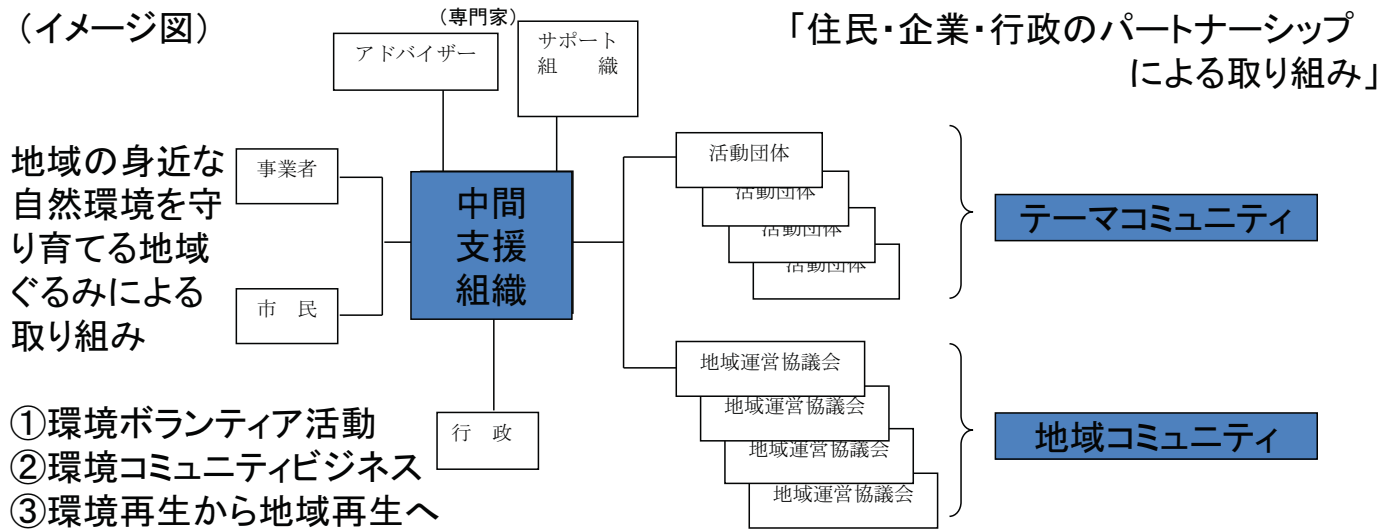 （イメージ図）
「住民・企業・行政のパートナーシップ
による取り組み」
（専門家）
アドバイザー
サポート
組　織
地域の身近な
自然環境を守
り育てる地域
ぐるみによる
取り組み
事業者
市　民
中間
支援
組織
行　政
活動団体
活動団体
活動団体
活動団体
テーマコミュニティ
地域運営協議会
地域運営協議会
地域運営協議会
地域運営協議会
地域コミュニティ
①環境ボランティア活動
②環境コミュニティビジネス
③環境再生から地域再生へ